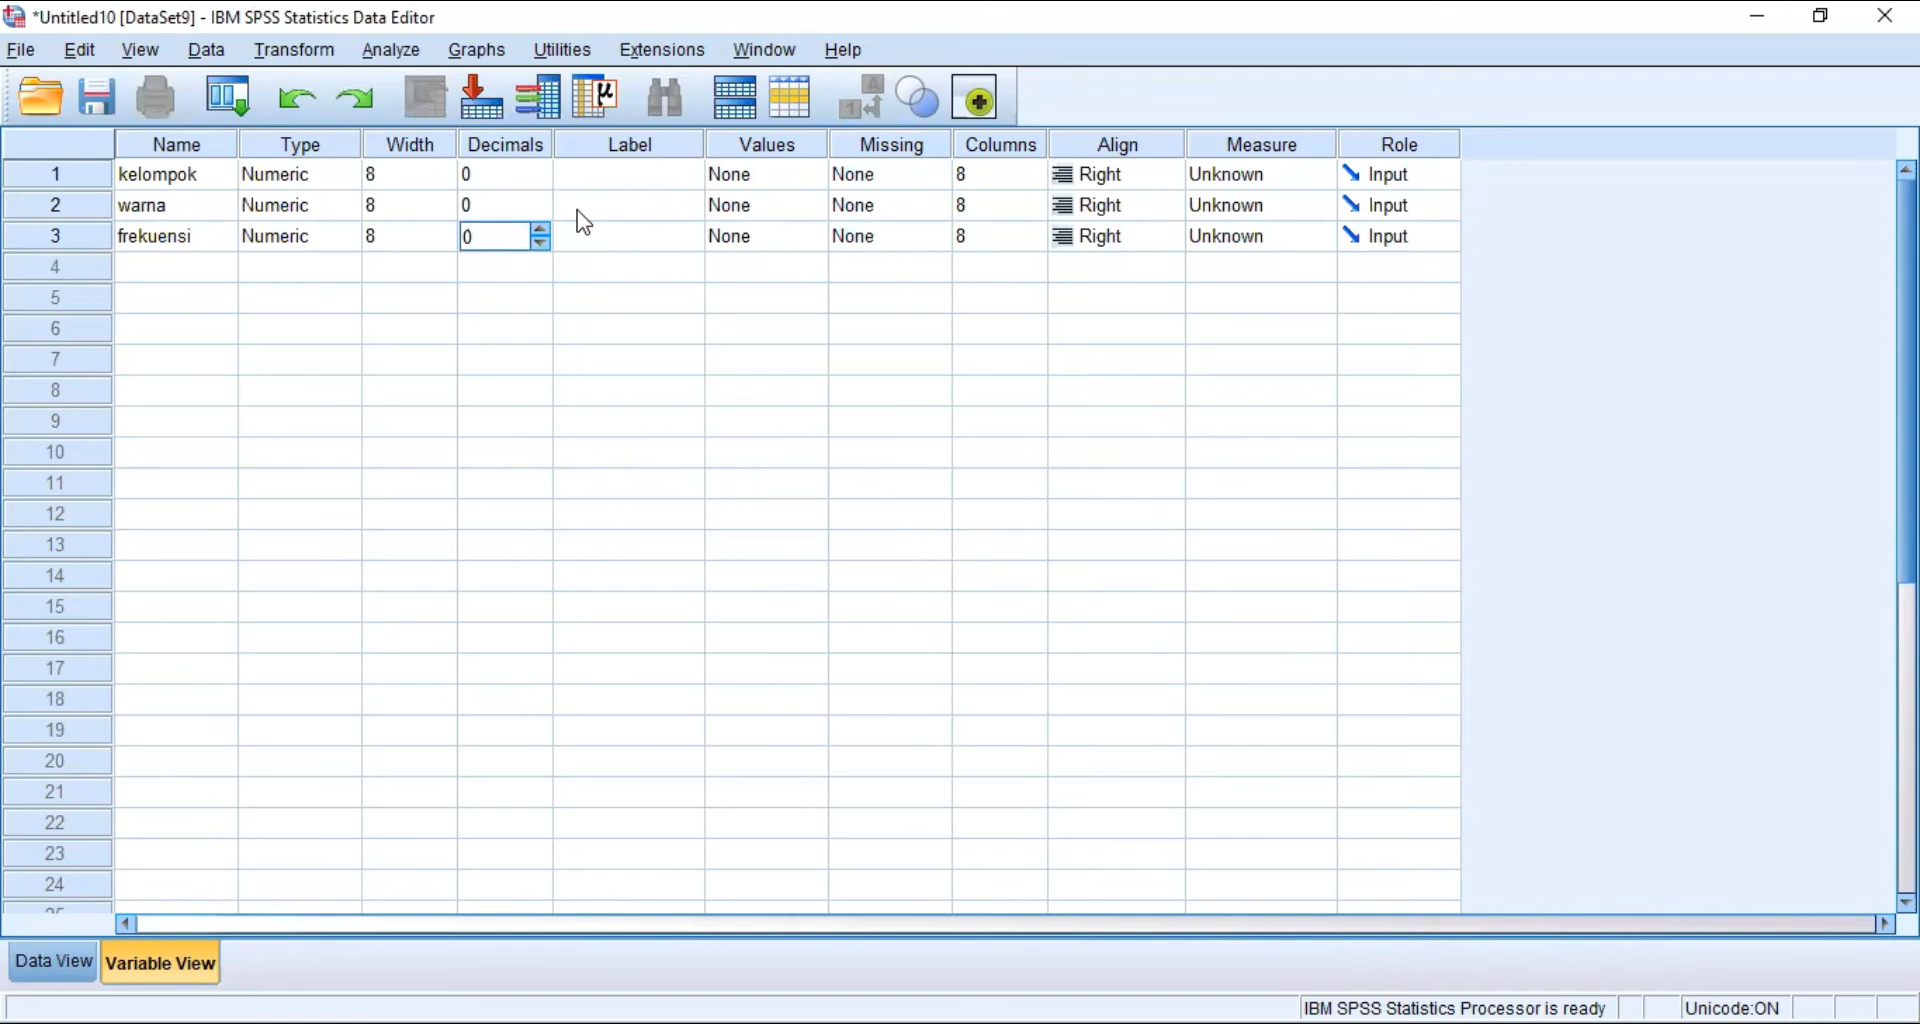 *Untitled10 [DataSet9] - IBM SPSS Statistics Data Editor
File Edit View Data Transform Analyze Graphs Utilities Extensions Window Help
Name Type Width Decimals Label Values Missing Columns Align Measure Role
1 kelompok Numeric 8 0 None None 8 Right Unknown Input
2 warna Numeric 8 0 None None 8 Right Unknown Input
3 frekuensi Numeric 8 0 None None 8 Right Unknown Input
4
5
6
7
8
9
10
11
12
13
14
15
16
17
18
19
20
21
22
23
24
Data View Variable View
IBM SPSS Statistics Processor is ready Unicode:ON